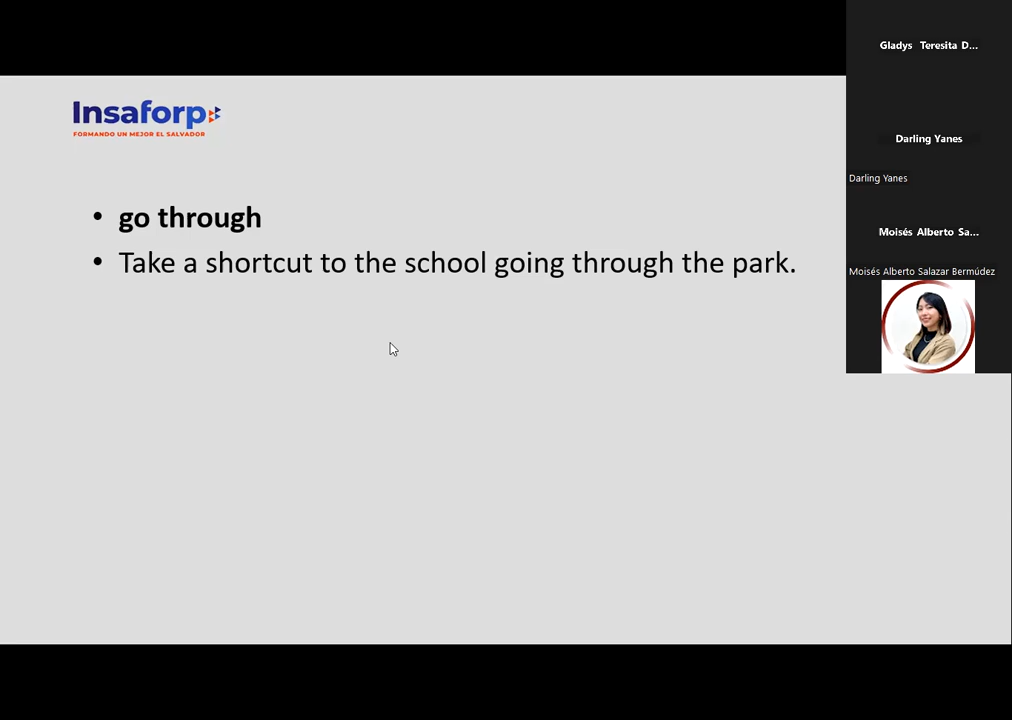 Insaforp
FORMANDO UN MEJOR EL SALVADOR
• go through
• Take a shortcut to the school going through the park.
Gladys Teresita D...
Darling Yanes
Darling Yanes
Moisés Alberto Sa...
Moisés Alberto Salazar Bermúdez